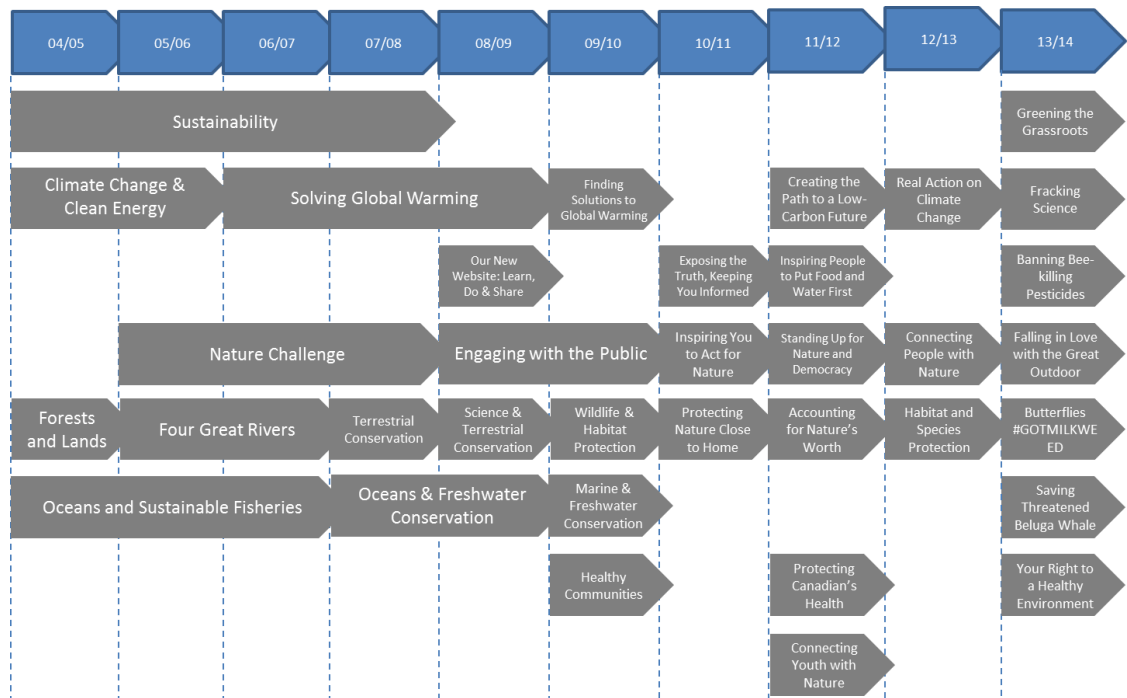 04/05
05/06
06/07
07/08
08/09
09/10
10/11
11/12
12/13
13/14
Sustainability
Greening the
Grassroots
Climate Change &
Clean Energy
Solving Global Warming
Finding
Solutions to
Global Warming
Creating the
Path to a Low-
Carbon Future
Real Action on
Climate
Change
Fracking
Science
Our New
Website: Learn,
Do & Share
Exposing the
Truth, Keeping
You Informed
Inspiring People
to Put Food and
Water First
Banning Bee-
killing
Pesticides
Nature Challenge
Engaging with the Public
Inspiring You
to Act for
Nature
Standing Up for
Nature and
Democracy
Connecting
People with
Nature
Falling in Love
with the Great
Outdoor
Forests
and Lands
Four Great Rivers
Terrestrial
Conservation
Science &
Terrestrial
Conservation
Wildlife &
Habitat
Protection
Protecting
Nature Close
to Home
Accounting
for Nature's
Worth
Habitat and
Species
Protection
Butterflies
#GOTMILKWE
ED
Oceans and Sustainable Fisheries
Oceans & Freshwater
Conservation
Marine &
Freshwater
Conservation
Saving
Threatened
Beluga Whale
Healthy
Communities
Protecting
Canadian's
Health
Your Right to
a Healthy
Environment
Connecting
Youth with
Nature